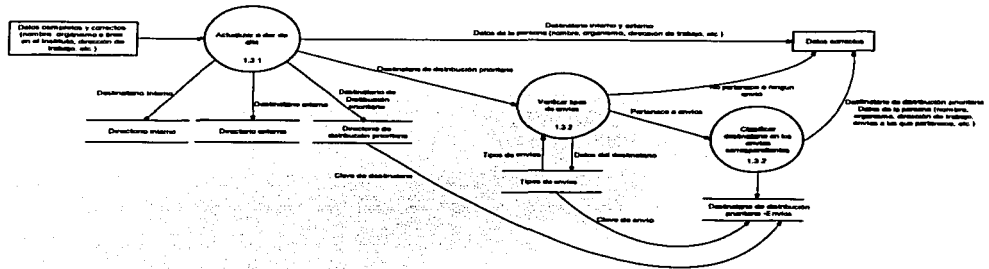 Datos completos y correctos
(nombre, organismo o área
en el Instituto, dirección de
trabajo, etc.)
Actualizar o dar de
alta
1.3.1
Destinatario interno y externo
Datos de la persona (nombre, organismo, dirección de trabajo, etc.)
Datos correctos
Destinatario de distribución prioritaria
Destinatario interno
Destinatario externo
Destinatario de
Distribución
prioritaria
Directorio interno
Directorio externo
Directorio de
distribución prioritaria
Verificar tipos
de envíos
1.3.2
No pertenece a ningún
envío
Pertenece a envíos
Clasificar
destinatario en los
envíos
correspondientes
1.3.2
Destinatario de distribución prioritaria
Datos de la persona (nombre,
organismo, dirección de trabajo,
envíos a los que pertenece, etc.)
Tipos de envíos
Datos del destinatario
Tipos de envíos
Clave de destinatario
Clave de envío
Destinatario de distribución
prioritaria -Envíos